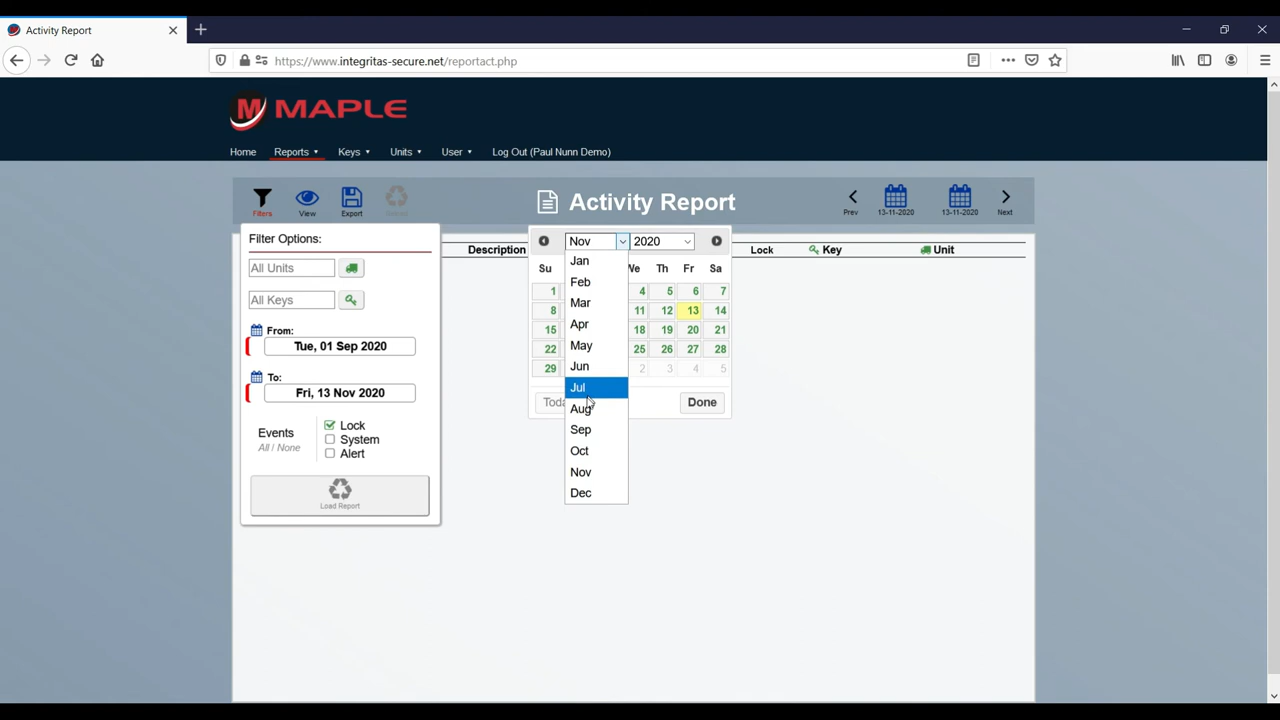 Activity Report
https://www.integritas-secure.net/reportact.php
M MAPLE
Home Reports Keys Units User Log Out (Paul Nunn Demo)
Filters View Export
Activity Report
Prev 13-11-2020 13-11-2020 Next
Filter Options:
All Units
All Keys
From:
Tue, 01 Sep 2020
To:
Fri, 13 Nov 2020
Events
All / None
Lock
System
Alert
Load Report
Description Lock Key Unit
Nov 2020
Su We Th Fr Sa
1 4 5 6 7
8 11 12 13 14
15 18 19 20 21
22 25 26 27 28
29 2 3 4 5
Done
Jan
Feb
Mar
Apr
May
Jun
Jul
Aug
Sep
Oct
Nov
Dec